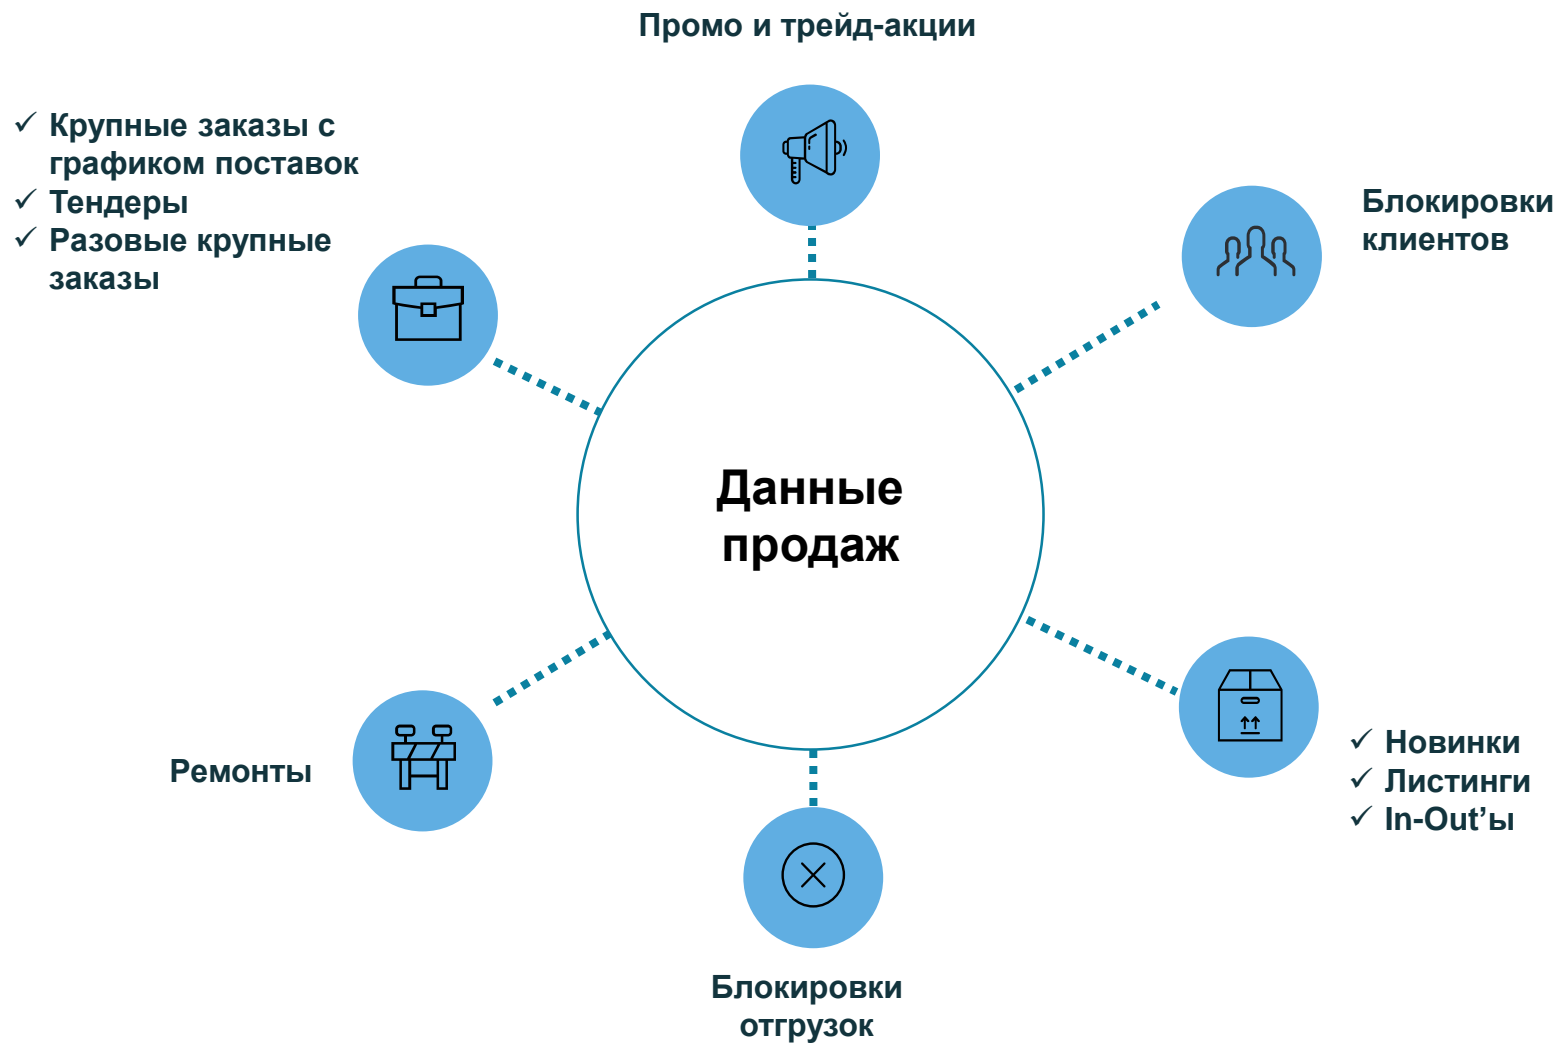 Промо и трейд-акции
✓ Крупные заказы с
графиком поставок
✓ Тендеры
✓ Разовые крупные
заказы
Блокировки
клиентов
Данные
продаж
Ремонты
✓ Новинки
✓ Листинги
✓ In-Out’ы
Блокировки
отгрузок